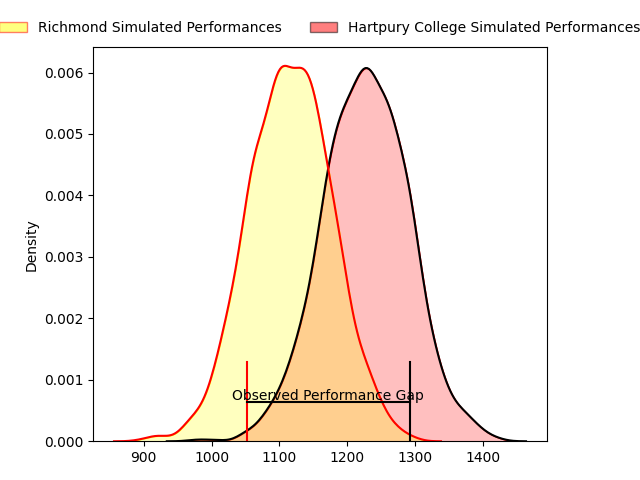 Richmond Simulated Performances
Hartpury College Simulated Performances
0.006
0.005
0.004
0.003
0.002
0.001
0.000
Density
Observed Performance Gap
900 1000 1100 1200 1300 1400